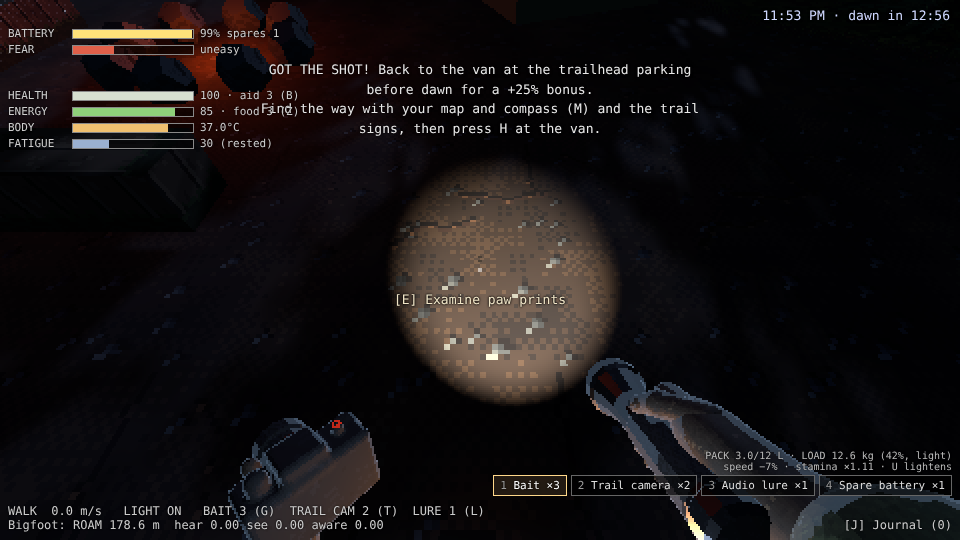 BATTERY 99% spares 1
FEAR uneasy
11:53 PM · dawn in 12:56
GOT THE SHOT! Back to the van at the trailhead parking
before dawn for a +25% bonus.
Find the way with your map and compass (M) and the trail
signs, then press H at the van.
HEALTH 100 · aid 3 (B)
ENERGY 85 · food 3 (Z)
BODY 37.0°C
FATIGUE 30 (rested)
[E] Examine paw prints
PACK 3.0/12 L · LOAD 12.6 kg (42%, light)
speed −7% · stamina ×1.11 · U lightens
1 Bait ×3 2 Trail camera ×2 3 Audio lure ×1 4 Spare battery ×1
WALK 0.0 m/s LIGHT ON BAIT 3 (G) TRAIL CAM 2 (T) LURE 1 (L)
Bigfoot: ROAM 178.6 m hear 0.00 see 0.00 aware 0.00
[J] Journal (0)